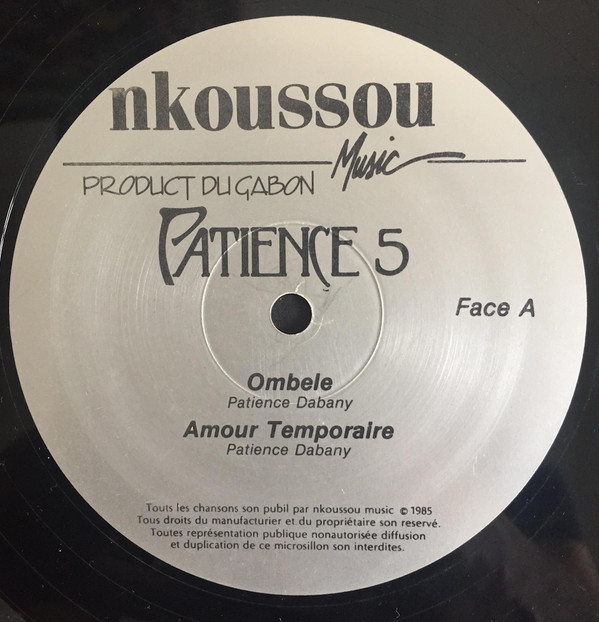 nkoussou
Music
PRODUCT DU GABON
PATIENCE 5
Face A
Ombele
Patience Dabany
Amour Temporaire
Patience Dabany
Touts les chansons son pubil par nkoussou music © 1985
Tous droits du manufacturier et du propriétaire son reservé.
Toutes représentation publique nonautorisée diffusion
et duplication de ce microsillon son interdites.